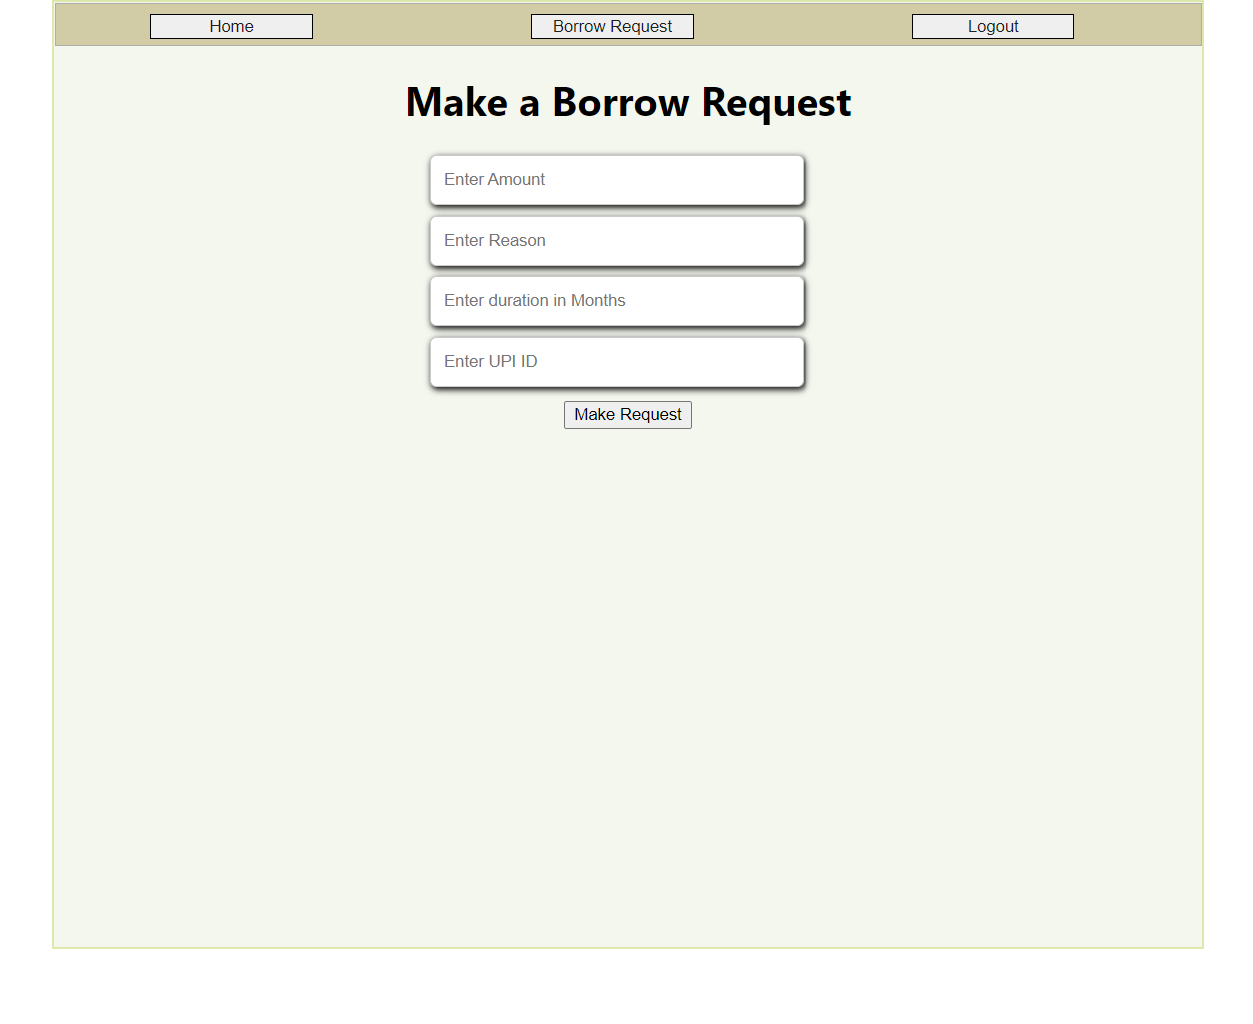 Home Borrow Request Logout
Make a Borrow Request
Enter Amount
Enter Reason
Enter duration in Months
Enter UPI ID
Make Request